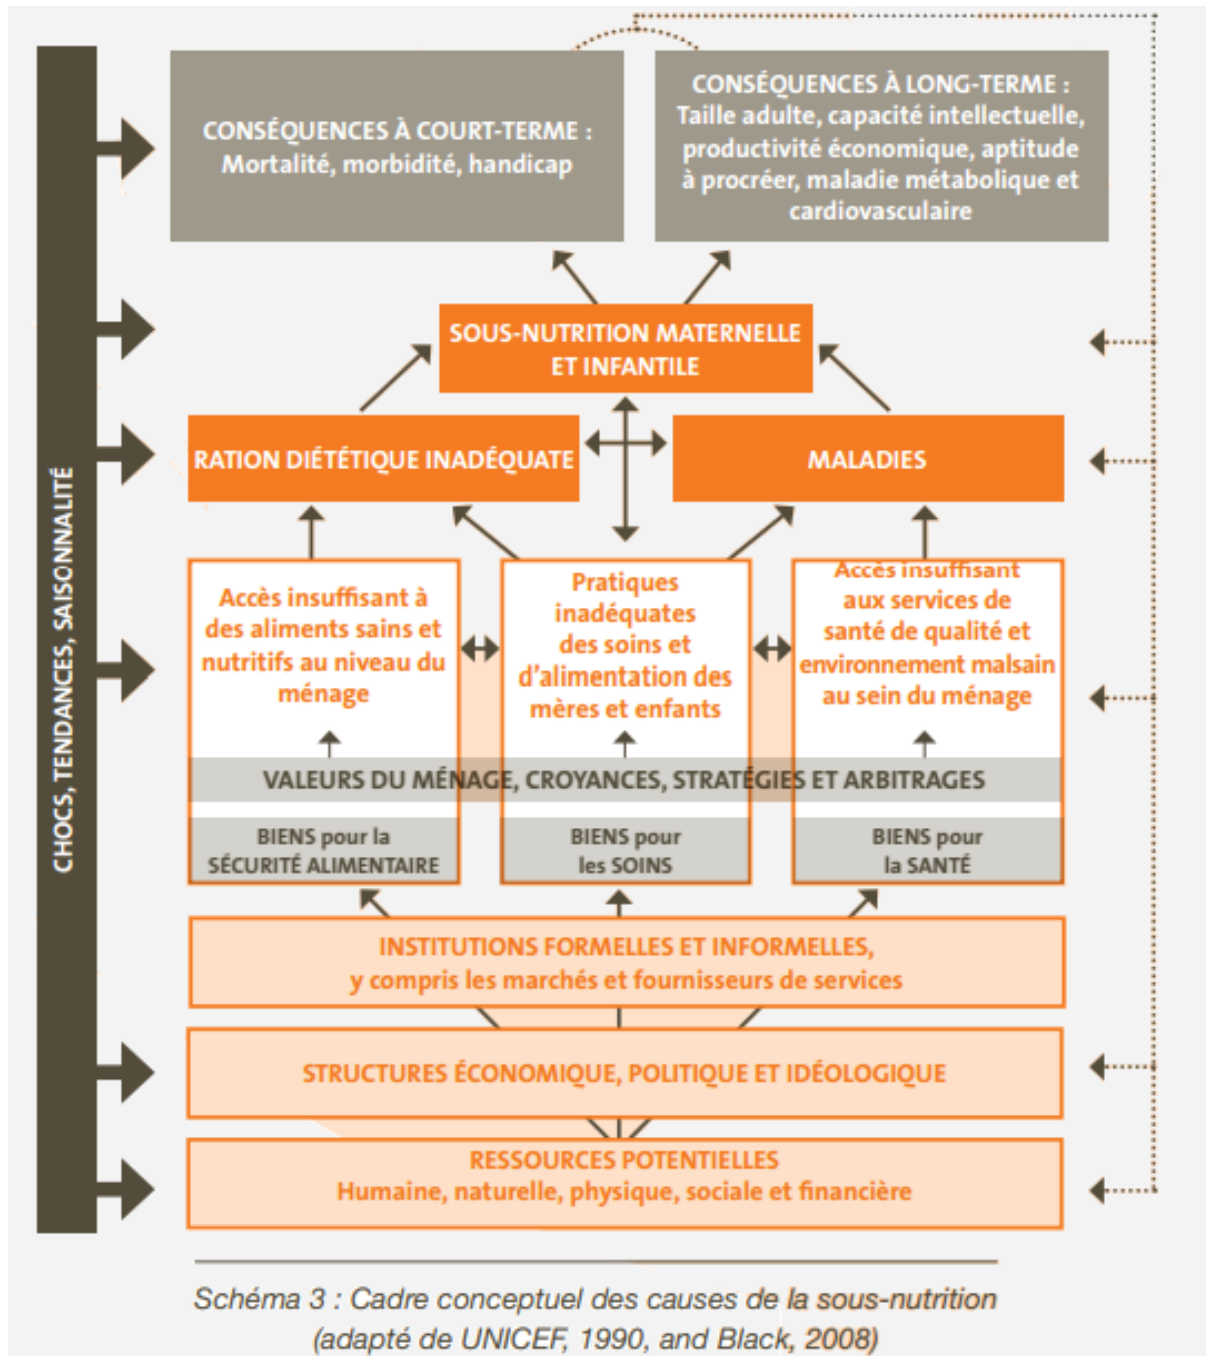 CHOCS, TENDANCES, SAISONNALITÉ
CONSÉQUENCES À COURT-TERME :
Mortalité, morbidité, handicap
CONSÉQUENCES À LONG-TERME :
Taille adulte, capacité intellectuelle,
productivité économique, aptitude
à procréer, maladie métabolique et
cardiovasculaire
SOUS-NUTRITION MATERNELLE
ET INFANTILE
RATION DIÉTÉTIQUE INADÉQUATE
MALADIES
Accès insuffisant à
des aliments sains et
nutritifs au niveau du
ménage
Pratiques
inadéquates
des soins et
d'alimentation des
mères et enfants
Accès insuffisant
aux services de
santé de qualité et
environnement malsain
au sein du ménage
VALEURS DU MÉNAGE, CROYANCES, STRATÉGIES ET ARBITRAGES
BIENS pour la
SÉCURITÉ ALIMENTAIRE
BIENS pour
les SOINS
BIENS pour
la SANTÉ
INSTITUTIONS FORMELLES ET INFORMELLES,
y compris les marchés et fournisseurs de services
STRUCTURES ÉCONOMIQUE, POLITIQUE ET IDÉOLOGIQUE
RESSOURCES POTENTIELLES
Humaine, naturelle, physique, sociale et financière
Schéma 3 : Cadre conceptuel des causes de la sous-nutrition
(adapté de UNICEF, 1990, and Black, 2008)